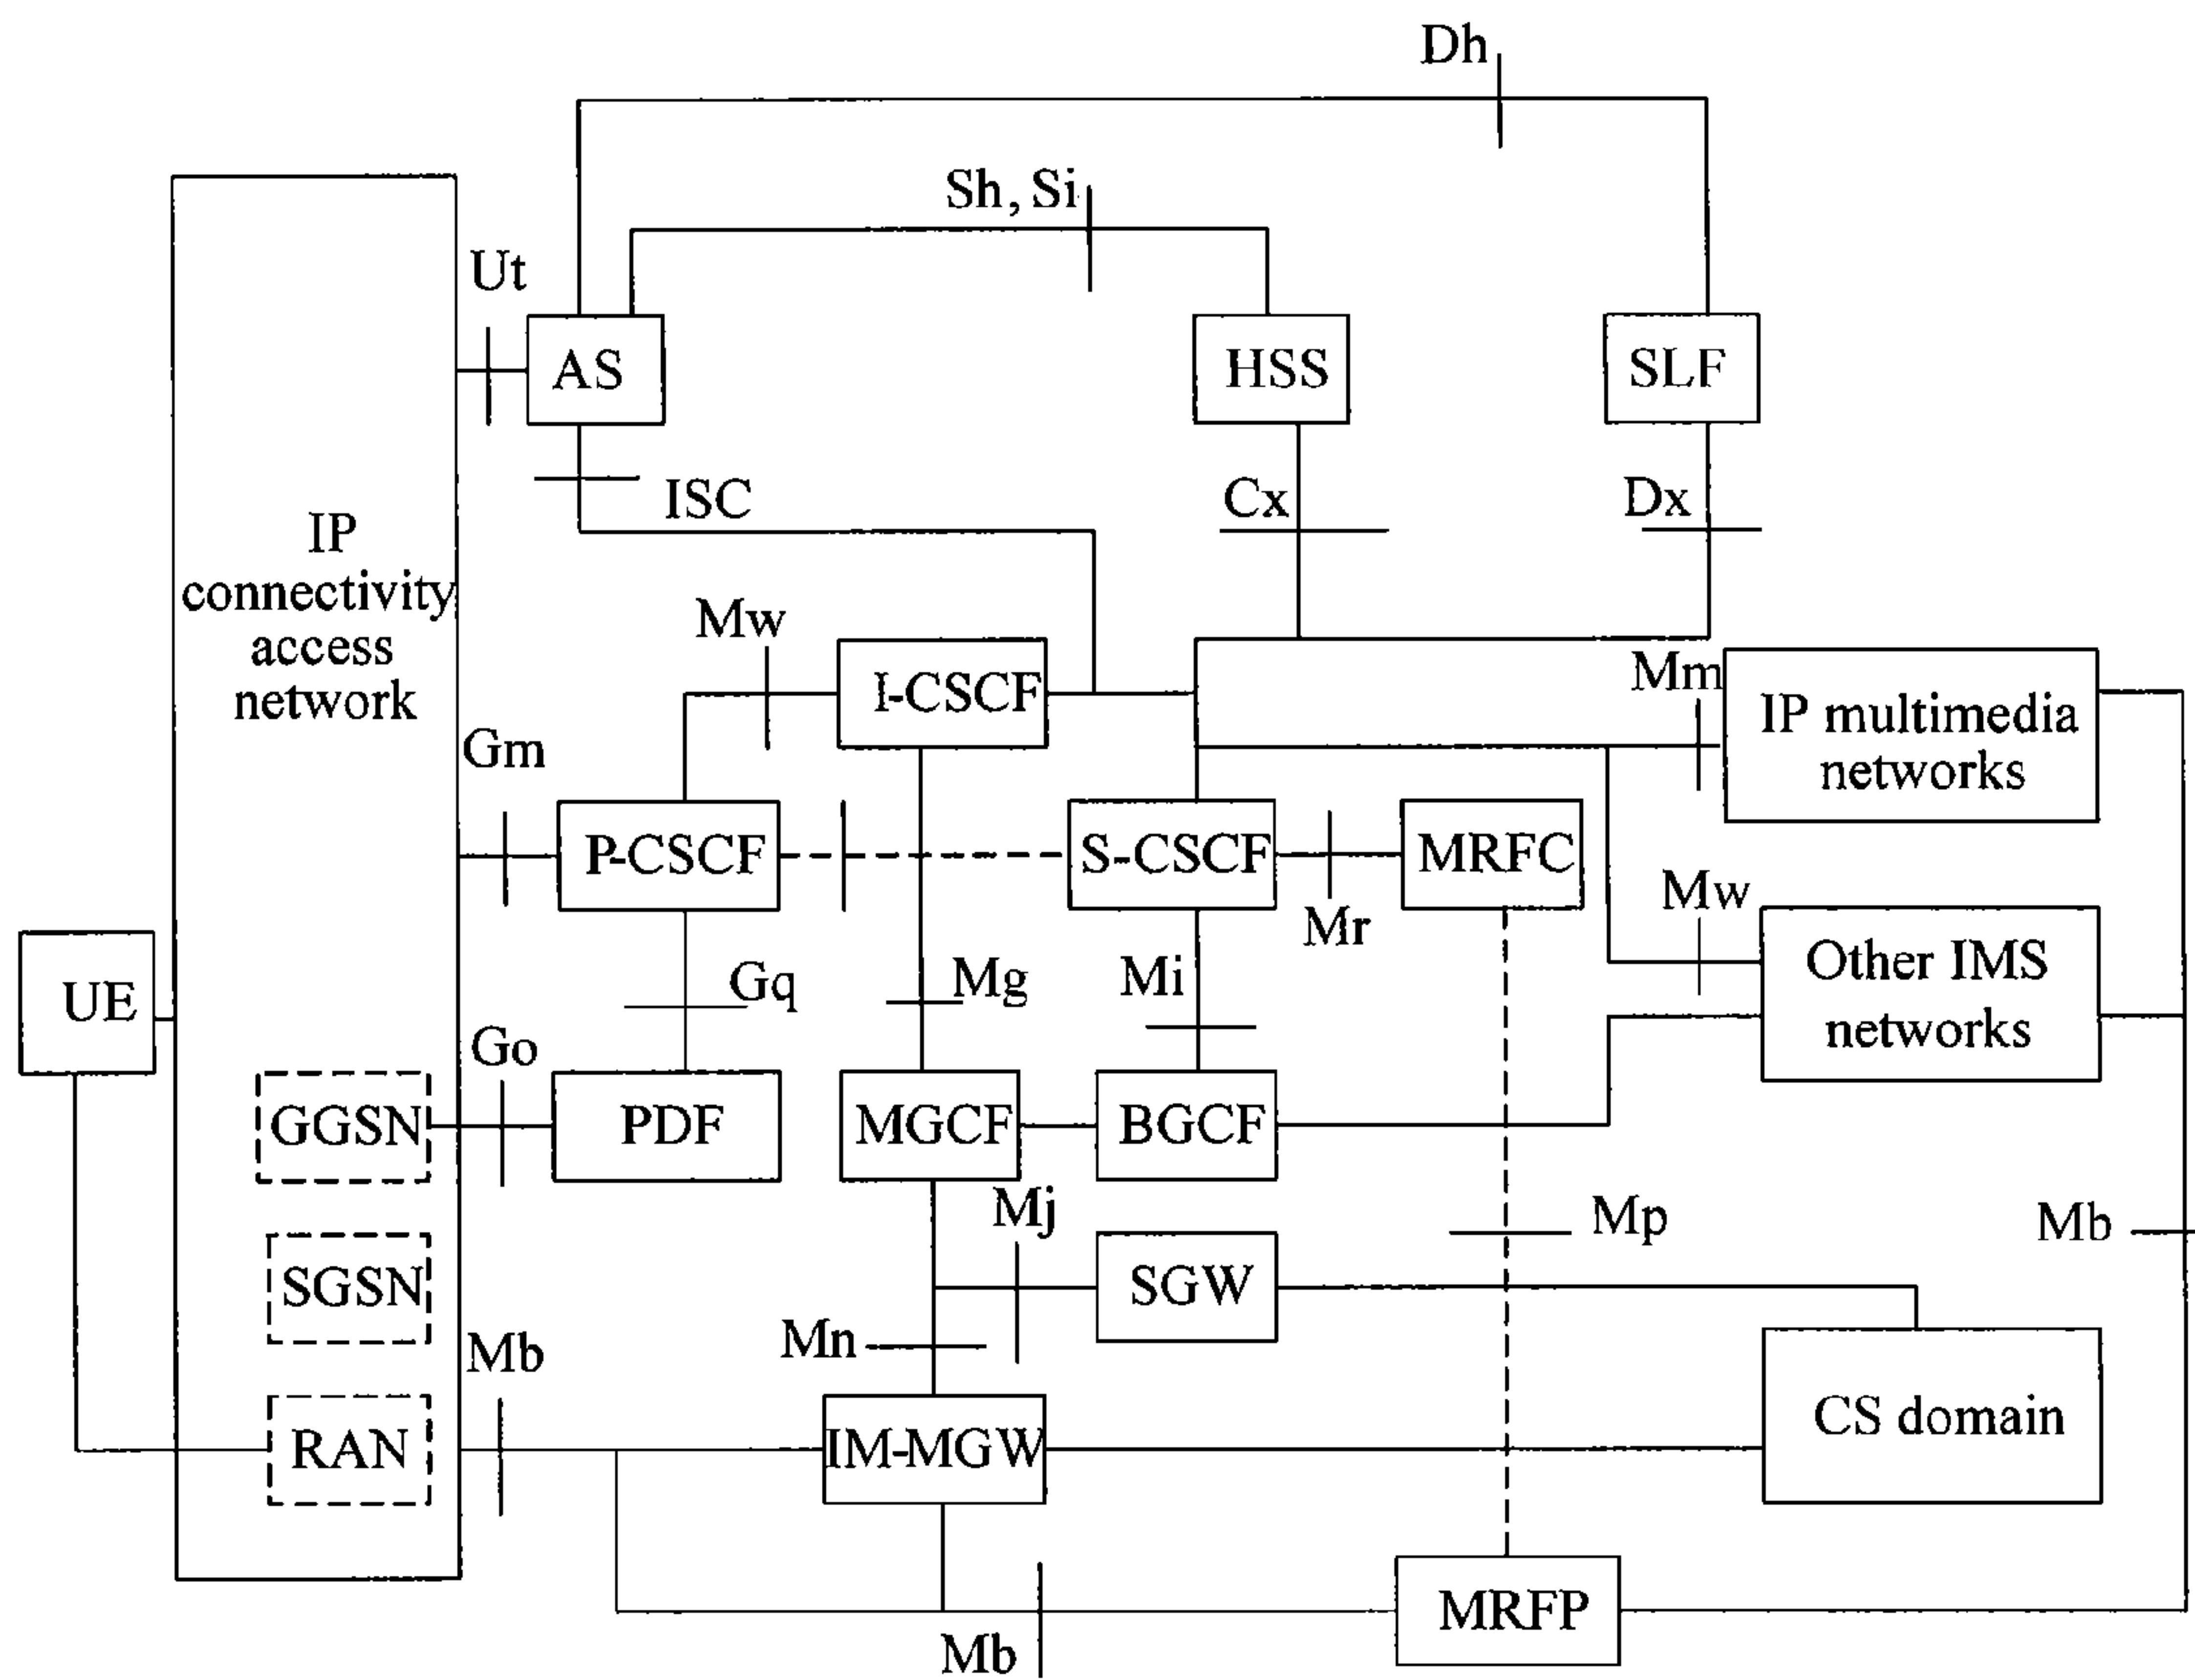 Dh
Sh, Si
Ut
AS
HSS
SLF
ISC
Cx
Dx
IP
connectivity
access
network
Mw
I-CSCF
Mm
IP multimedia
networks
Gm
P-CSCF
S-CSCF
MRFC
Mr
Mw
Other IMS
networks
UE
Gq
Mg
Mi
Go
GGSN
PDF
MGCF
BGCF
Mj
Mp
Mb
SGSN
SGW
Mn
Mb
CS domain
RAN
IM-MGW
MRFP
Mb